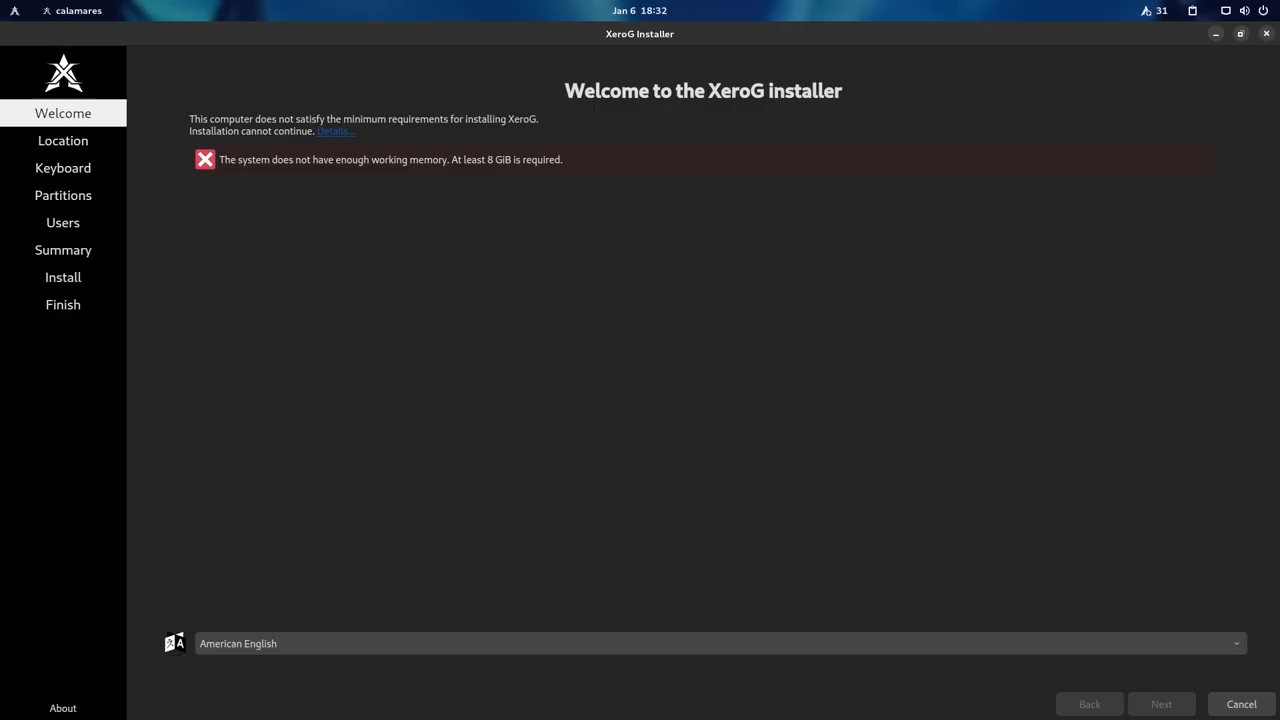 calamares
Jan 6 18:32
31
XeroG Installer
Welcome
Location
Keyboard
Partitions
Users
Summary
Install
Finish
About
Welcome to the XeroG installer
This computer does not satisfy the minimum requirements for installing XeroG.
Installation cannot continue. Details...
The system does not have enough working memory. At least 8 GiB is required.
American English
Back
Next
Cancel